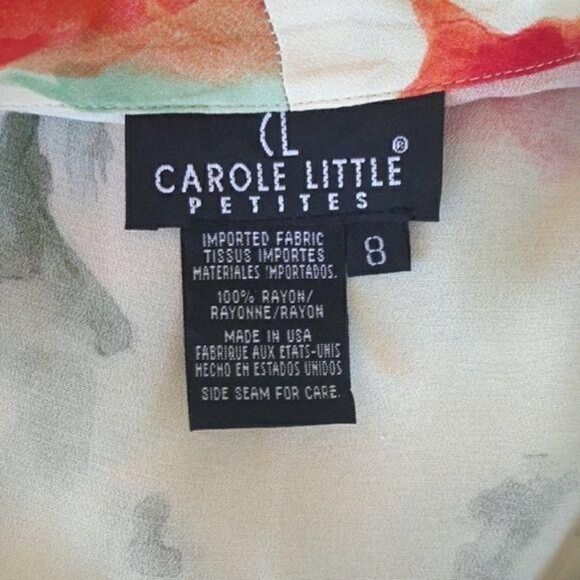 CL
CAROLE LITTLE®
PETITES
8
IMPORTED FABRIC
TISSUS IMPORTES
MATERIALES IMPORTADOS.
100% RAYON/
RAYONNE/RAYON
MADE IN USA
FABRIQUE AUX ETATS-UNIS
HECHO EN ESTADOS UNIDOS
SIDE SEAM FOR CARE.